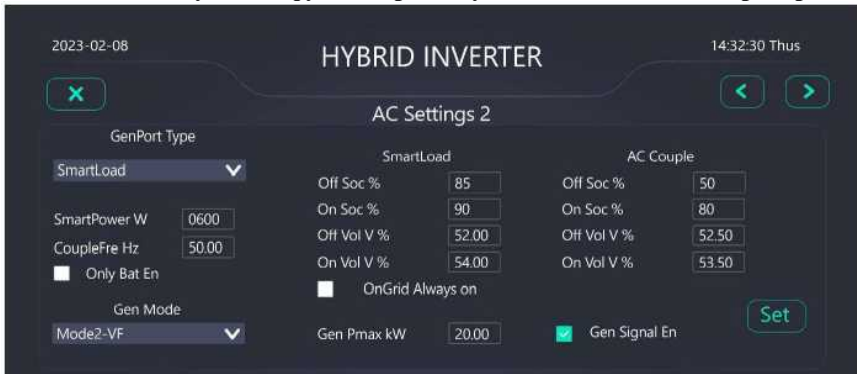 2023-02-08
HYBRID INVERTER
14:32:30 Thus
AC Settings 2
GenPort Type
SmartLoad
SmartPower W 0600
CoupleFre Hz 50.00
Only Bat En
Gen Mode
Mode2-VF
SmartLoad
Off Soc % 85
On Soc % 90
Off Vol V % 52.00
On Vol V % 54.00
OnGrid Always on
Gen Pmax kW 20.00
AC Couple
Off Soc % 50
On Soc % 80
Off Vol V % 52.50
On Vol V % 53.50
Gen Signal En
Set